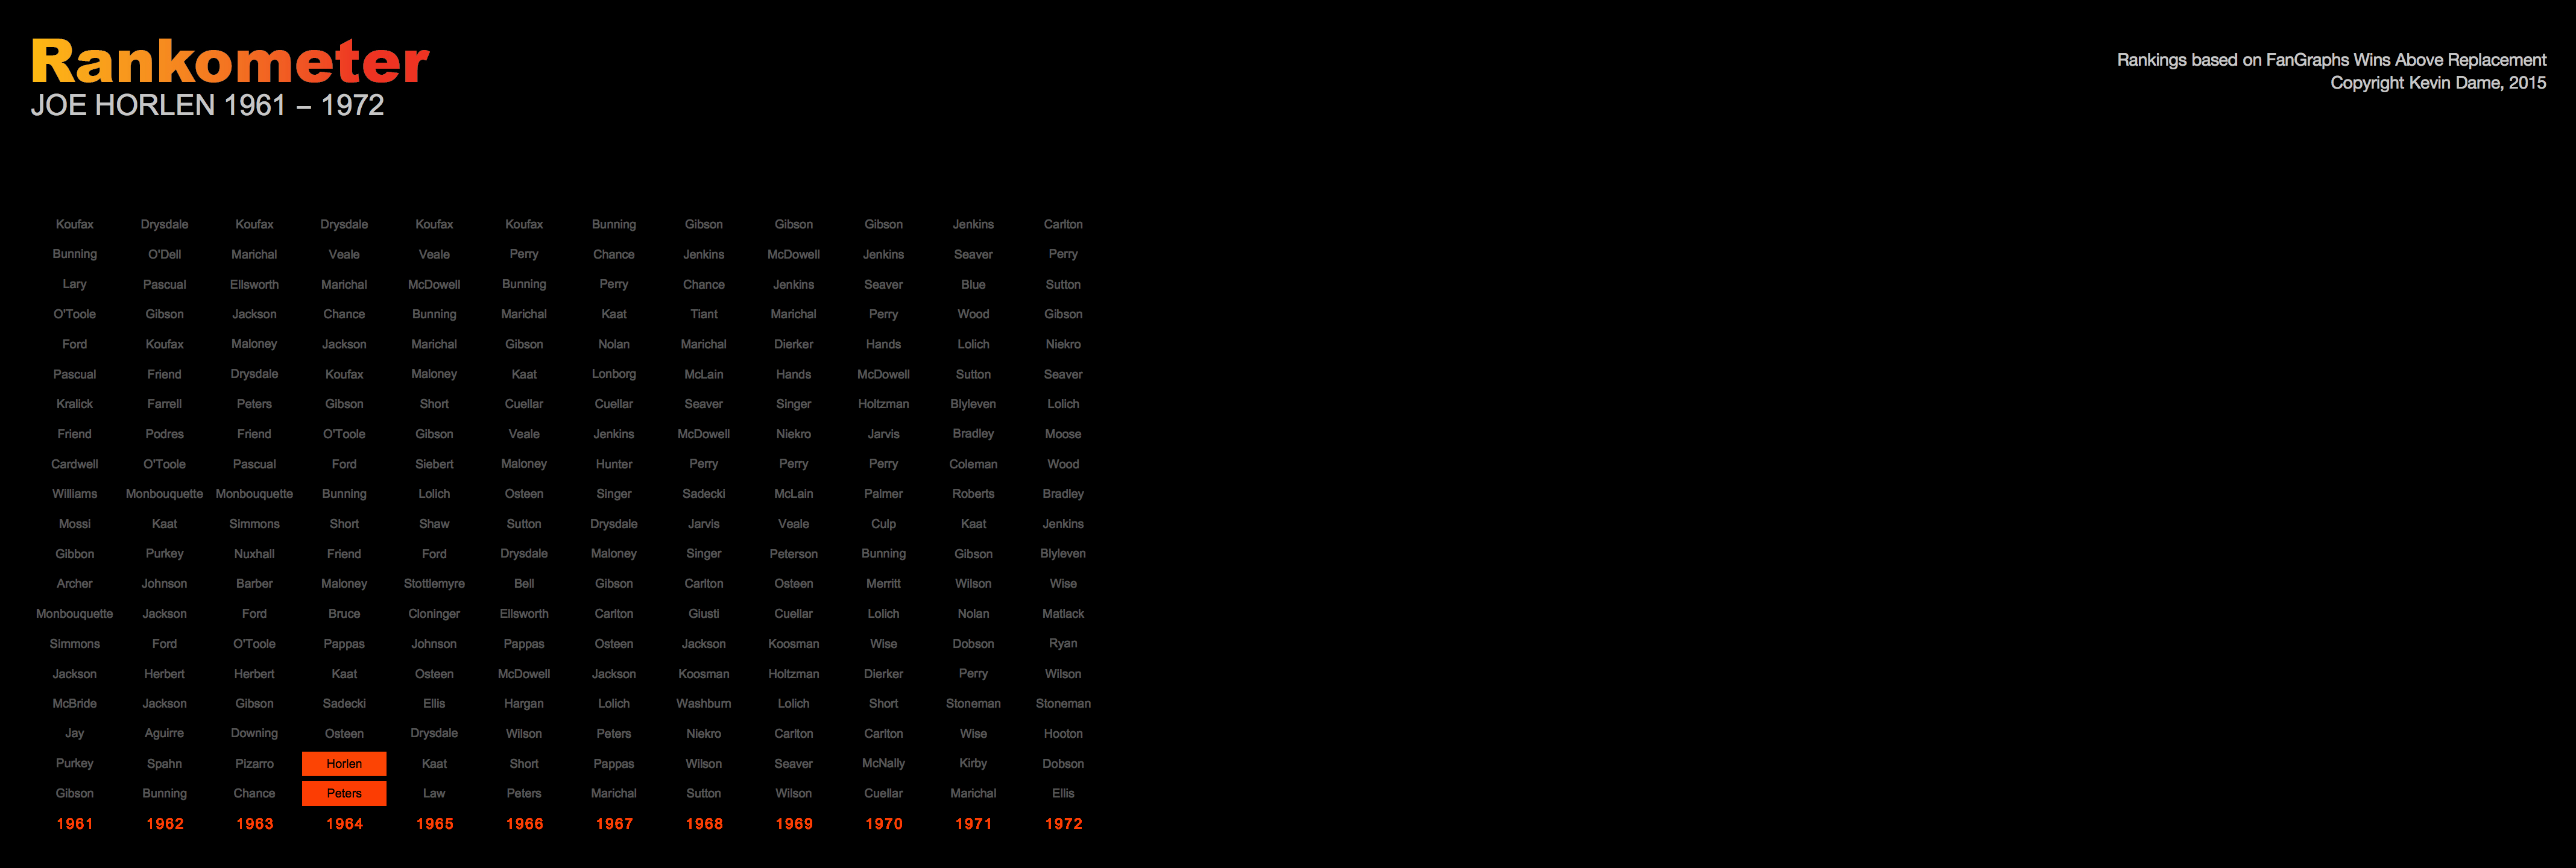 Rankometer
JOE HORLEN 1961 – 1972
Rankings based on FanGraphs Wins Above Replacement
Copyright Kevin Dame, 2015
Koufax Drysdale Koufax Drysdale Koufax Koufax Bunning Gibson Gibson Gibson Jenkins Carlton
Bunning O'Dell Marichal Veale Veale Perry Chance Jenkins McDowell Jenkins Seaver Perry
Lary Pascual Ellsworth Marichal McDowell Bunning Perry Chance Jenkins Seaver Blue Sutton
O'Toole Gibson Jackson Chance Bunning Marichal Kaat Tiant Marichal Perry Wood Gibson
Ford Koufax Maloney Jackson Marichal Gibson Nolan Marichal Dierker Hands Lolich Niekro
Pascual Friend Drysdale Koufax Maloney Kaat Lonborg McLain Hands McDowell Sutton Seaver
Kralick Farrell Peters Gibson Short Cuellar Cuellar Seaver Singer Holtzman Blyleven Lolich
Friend Podres Friend O'Toole Gibson Veale Jenkins McDowell Niekro Jarvis Bradley Moose
Cardwell O'Toole Pascual Ford Siebert Maloney Hunter Perry Perry Perry Coleman Wood
Williams Monbouquette Monbouquette Bunning Lolich Osteen Singer Sadecki McLain Palmer Roberts Bradley
Mossi Kaat Simmons Short Shaw Sutton Drysdale Jarvis Veale Culp Kaat Jenkins
Gibbon Purkey Nuxhall Friend Ford Drysdale Maloney Singer Peterson Bunning Gibson Blyleven
Archer Johnson Barber Maloney Stottlemyre Bell Gibson Carlton Osteen Merritt Wilson Wise
Monbouquette Jackson Ford Bruce Cloninger Ellsworth Carlton Giusti Cuellar Lolich Nolan Matlack
Simmons Ford O'Toole Pappas Johnson Pappas Osteen Jackson Koosman Wise Dobson Ryan
Jackson Herbert Herbert Kaat Osteen McDowell Jackson Koosman Holtzman Dierker Perry Wilson
McBride Jackson Gibson Sadecki Ellis Hargan Lolich Washburn Lolich Short Stoneman Stoneman
Jay Aguirre Downing Osteen Drysdale Wilson Peters Niekro Carlton Carlton Wise Hooton
Purkey Spahn Pizarro Horlen Kaat Short Pappas Wilson Seaver McNally Kirby Dobson
Gibson Bunning Chance Peters Law Peters Marichal Sutton Wilson Cuellar Marichal Ellis
1961 1962 1963 1964 1965 1966 1967 1968 1969 1970 1971 1972